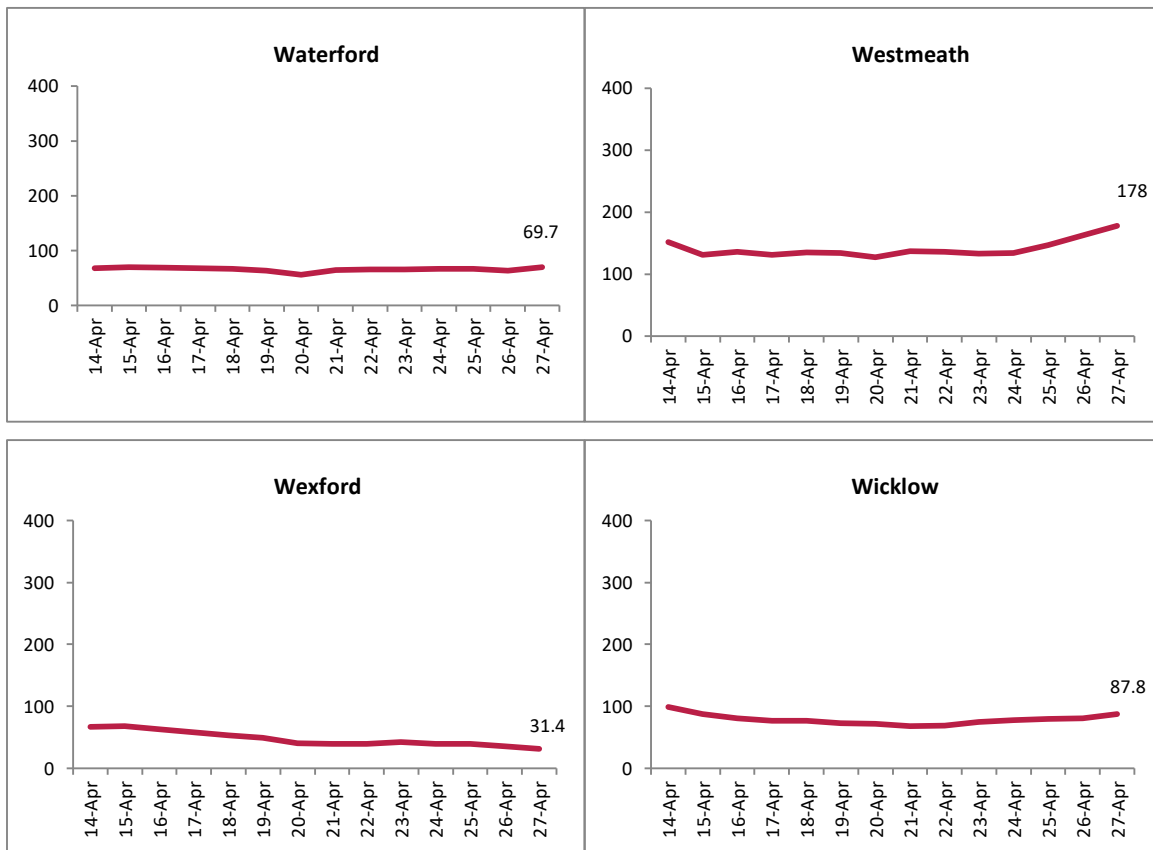 Waterford
400
300
200
100
0
69.7
14-Apr
15-Apr
16-Apr
17-Apr
18-Apr
19-Apr
20-Apr
21-Apr
22-Apr
23-Apr
24-Apr
25-Apr
26-Apr
27-Apr
Westmeath
400
300
200
100
0
178
14-Apr
15-Apr
16-Apr
17-Apr
18-Apr
19-Apr
20-Apr
21-Apr
22-Apr
23-Apr
24-Apr
25-Apr
26-Apr
27-Apr
Wexford
400
300
200
100
0
31.4
14-Apr
15-Apr
16-Apr
17-Apr
18-Apr
19-Apr
20-Apr
21-Apr
22-Apr
23-Apr
24-Apr
25-Apr
26-Apr
27-Apr
Wicklow
400
300
200
100
0
87.8
14-Apr
15-Apr
16-Apr
17-Apr
18-Apr
19-Apr
20-Apr
21-Apr
22-Apr
23-Apr
24-Apr
25-Apr
26-Apr
27-Apr